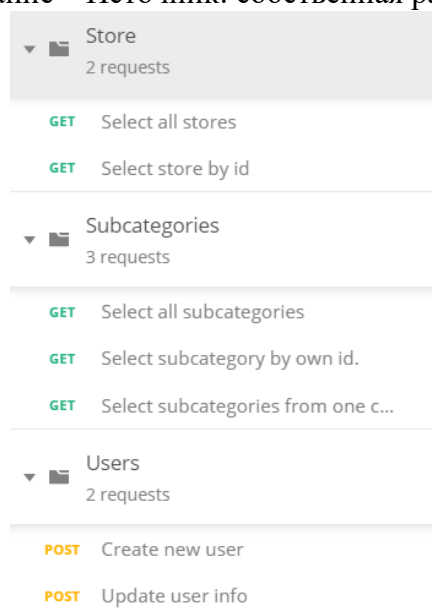 Store
2 requests
GET Select all stores
GET Select store by id
Subcategories
3 requests
GET Select all subcategories
GET Select subcategory by own id.
GET Select subcategories from one c...
Users
2 requests
POST Create new user
POST Update user info